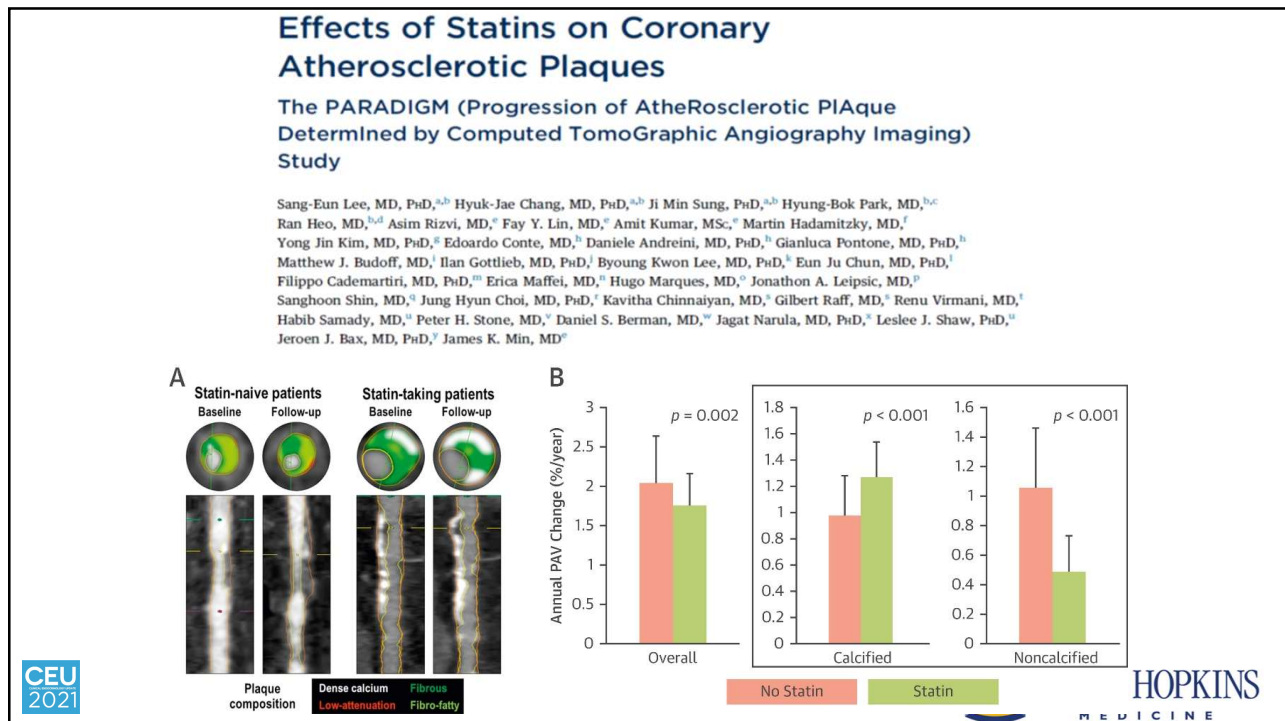 Effects of Statins on Coronary
Atherosclerotic Plaques
The PARADIGM (Progression of AtheRosclerotic PlAque
DetermIned by Computed TomoGraphic Angiography Imaging)
Study
Sang-Eun Lee, MD, PhD,a,b Hyuk-Jae Chang, MD, PhD,a,b Ji Min Sung, PhD,a,b Hyung-Bok Park, MD,b,c
Ran Heo, MD,b,d Asim Rizvi, MD,e Fay Y. Lin, MD,e Amit Kumar, MSc,e Martin Hadamitzky, MD,f
Yong Jin Kim, MD, PhD,g Edoardo Conte, MD,h Daniele Andreini, MD, PhD,h Gianluca Pontone, MD, PhD,h
Matthew J. Budoff, MD,i Ilan Gottlieb, MD, PhD,j Byoung Kwon Lee, MD, PhD,k Eun Ju Chun, MD, PhD,l
Filippo Cademartiri, MD, PhD,m Erica Maffei, MD,n Hugo Marques, MD,o Jonathon A. Leipsic, MD,p
Sanghoon Shin, MD,q Jung Hyun Choi, MD, PhD,r Kavitha Chinnaiyan, MD,s Gilbert Raff, MD,s Renu Virmani, MD,t
Habib Samady, MD,u Peter H. Stone, MD,v Daniel S. Berman, MD,w Jagat Narula, MD, PhD,x Leslee J. Shaw, PhD,u
Jeroen J. Bax, MD, PhD,y James K. Min, MDe
A
Statin-naive patients
Baseline Follow-up
Statin-taking patients
Baseline Follow-up
Plaque
composition
Dense calcium Fibrous
Low-attenuation Fibro-fatty
B
Annual PAV Change (%/year)
3
2.5
2
1.5
1
0.5
0
p = 0.002
Overall
1.8
1.6
1.4
1.2
1
0.8
0.6
0.4
0.2
0
p < 0.001
Calcified
1.6
1.4
1.2
1
0.8
0.6
0.4
0.2
0
p < 0.001
Noncalcified
No Statin Statin
CEU
2021
HOPKINS
MEDICINE